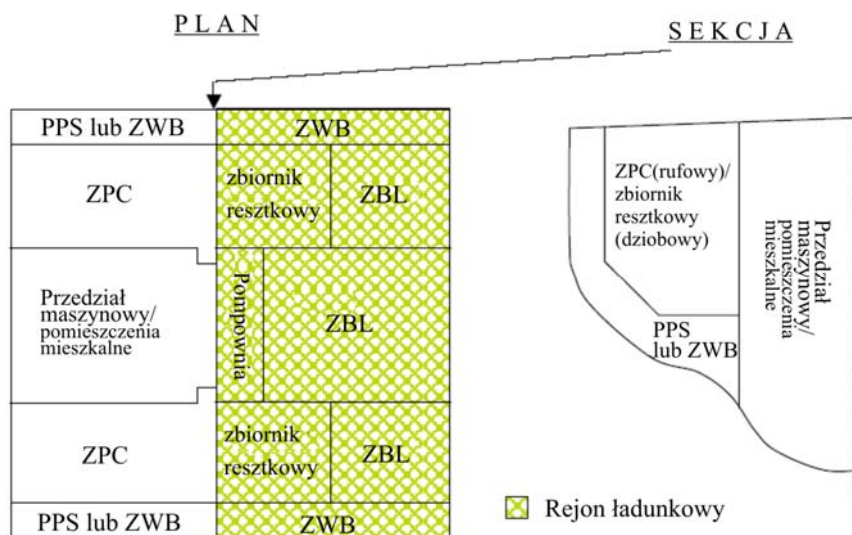 PLAN
SEKCJA
PPS lub ZWB
ZWB
ZPC
zbiornik
resztkowy
ZBL
Przedział
maszynowy/
pomieszczenia
mieszkalne
Pompownia
ZBL
ZPC
zbiornik
resztkowy
ZBL
PPS lub ZWB
ZWB
ZPC(rufowy)/
zbiornik
resztkowy
(dziobowy)
PPS
lub ZWB
Przedział
maszynowy/
pomieszczenia
mieszkalne
Rejon ładunkowy